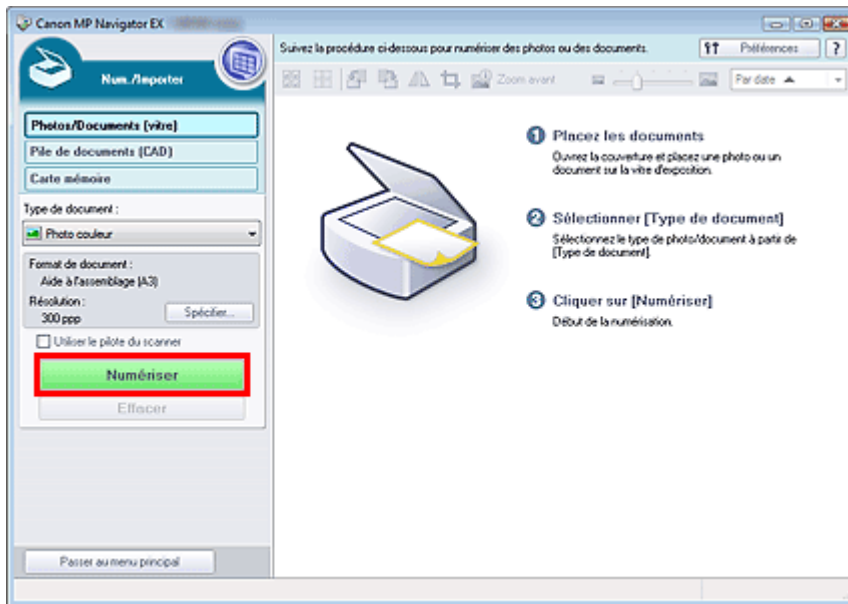 Canon MP Navigator EX
Num./Importer
Photos/Documents (vitre)
Pile de documents (CAD)
Carte mémoire
Type de document :
Photo couleur
Format de document :
Aide à l'assemblage (A3)
Résolution :
300 ppp
Spécifier...
Utiliser le pilote du scanner
Numériser
Effacer
Passer au menu principal
Suivez la procédure ci-dessous pour numériser des photos ou des documents.
Préférences
?
Zoom avant
Par date
1 Placez les documents
Ouvrez la couverture et placez une photo ou un
document sur la vitre d'exposition.
2 Sélectionner [Type de document]
Sélectionnez le type de photo/document à partir de
[Type de document].
3 Cliquer sur [Numériser]
Début de la numérisation.